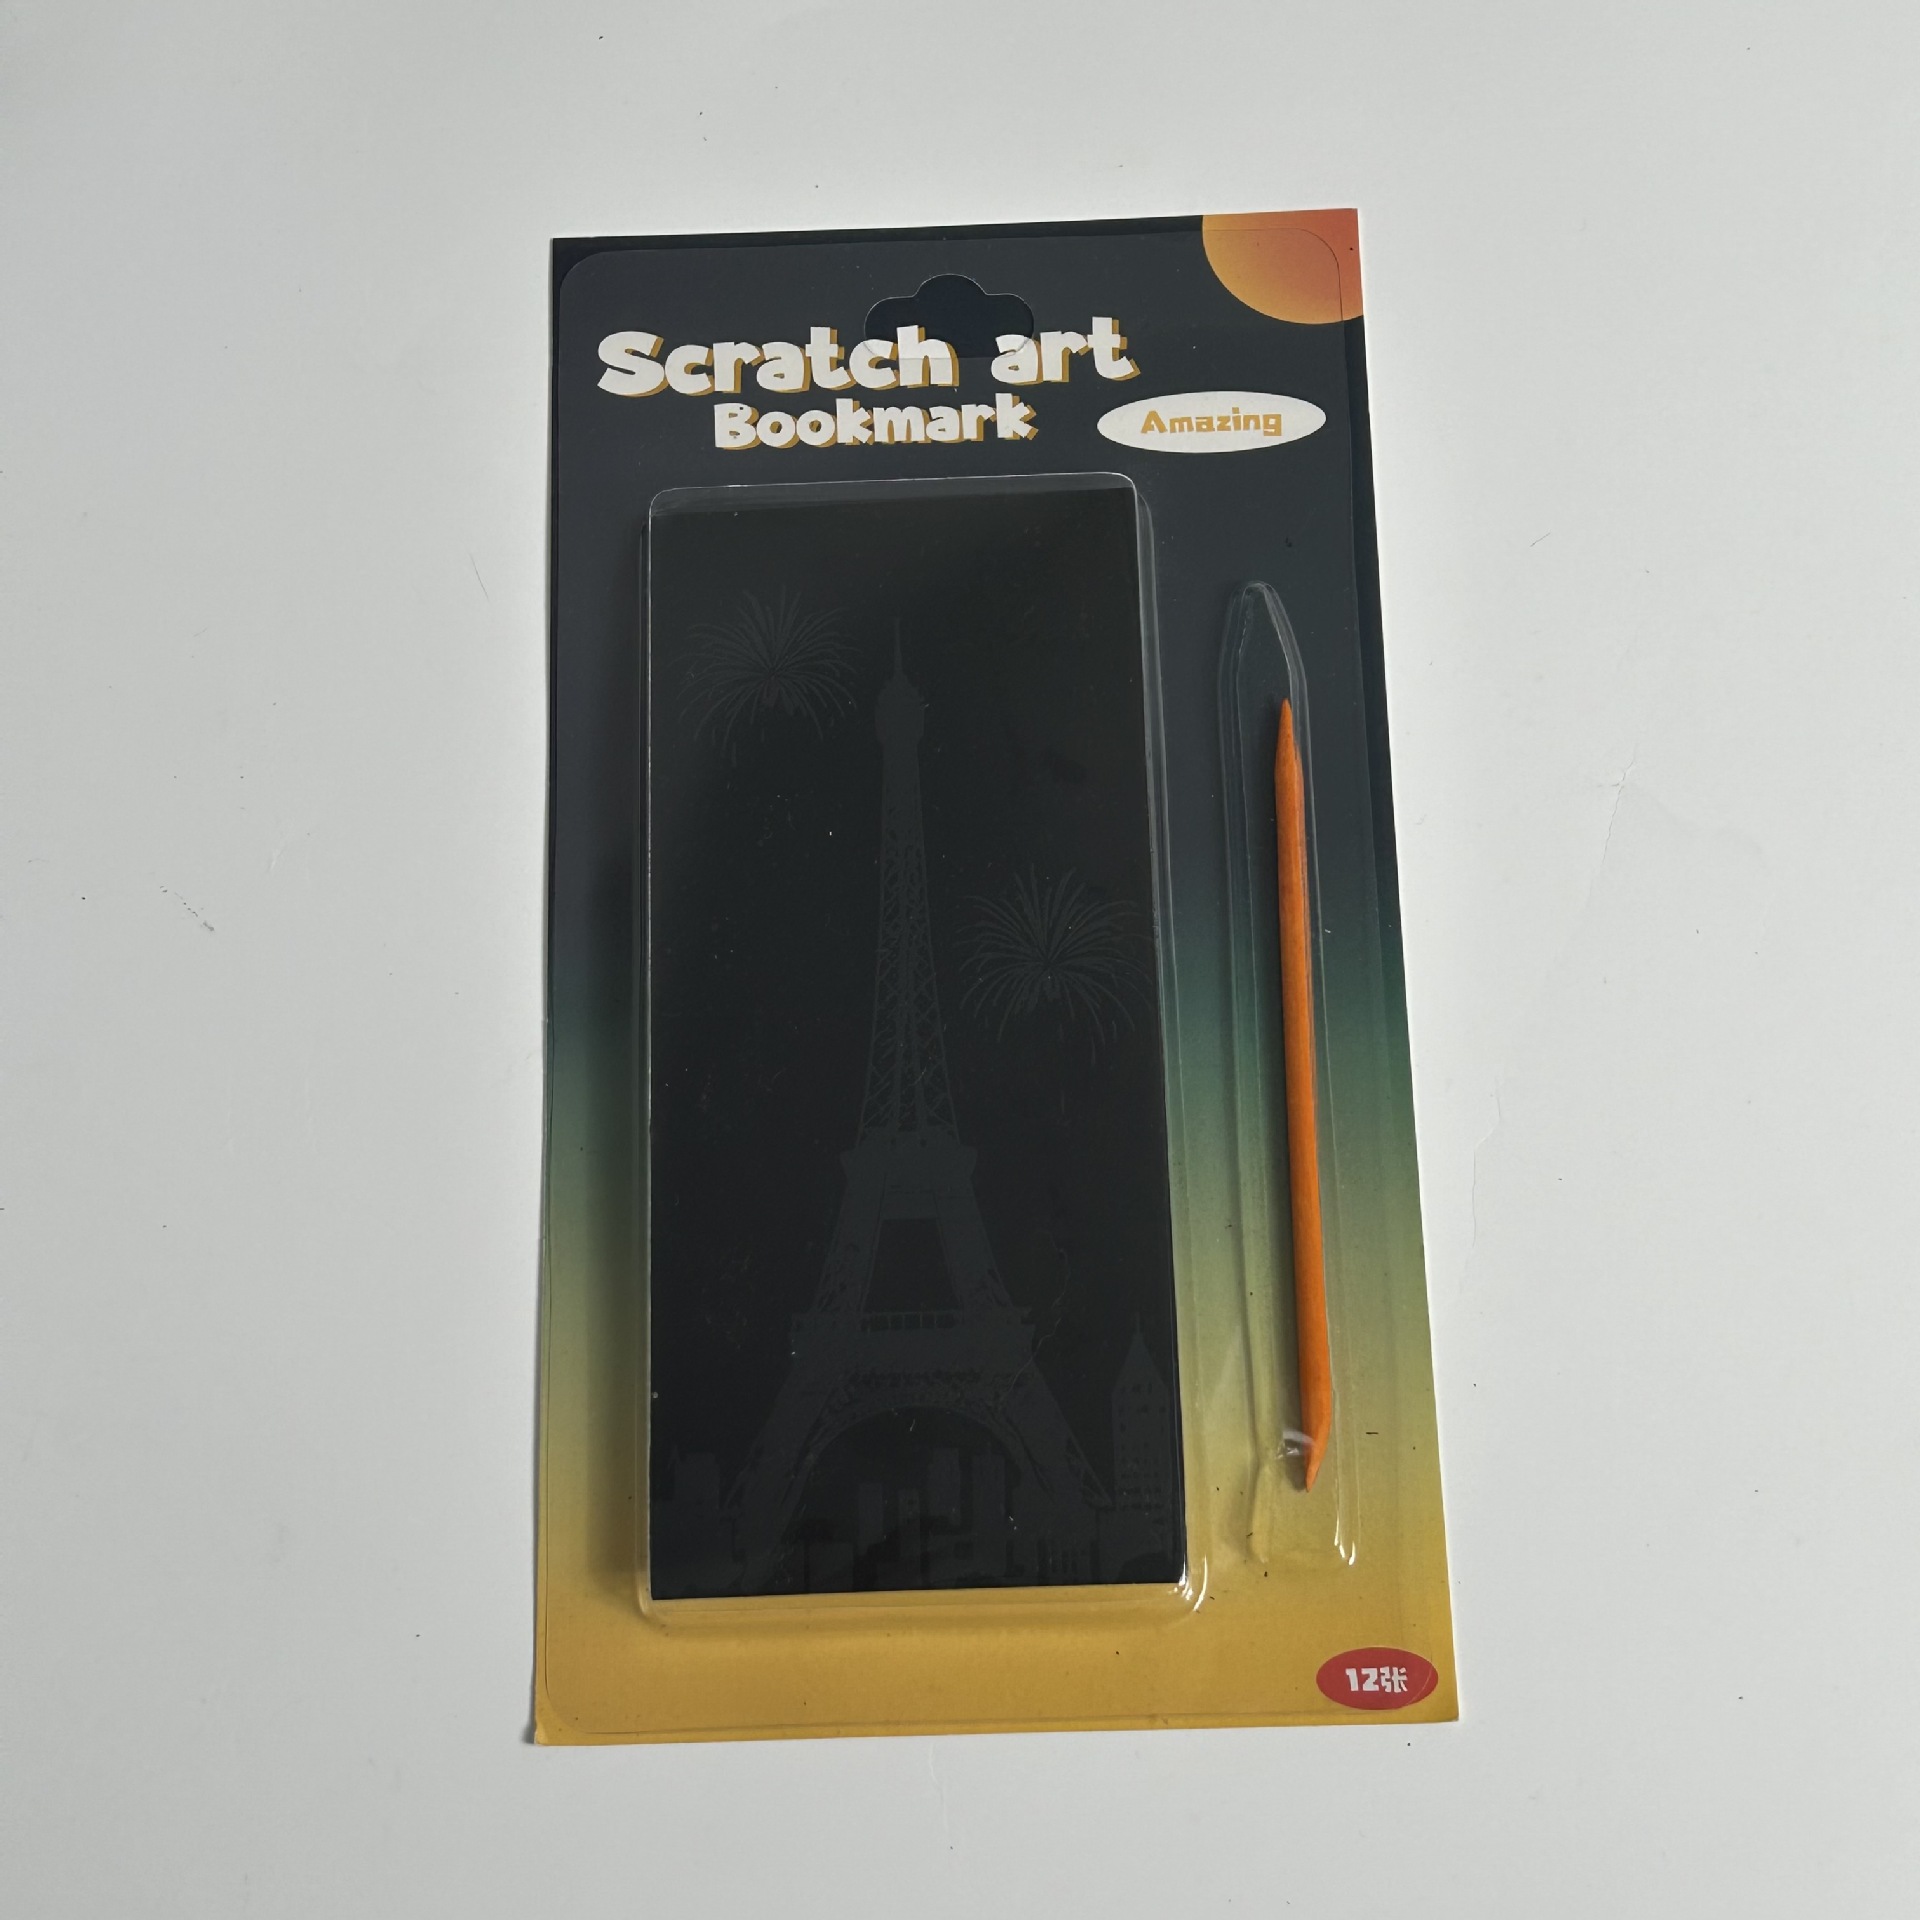 Scratch art
Bookmark
Amazing
12张